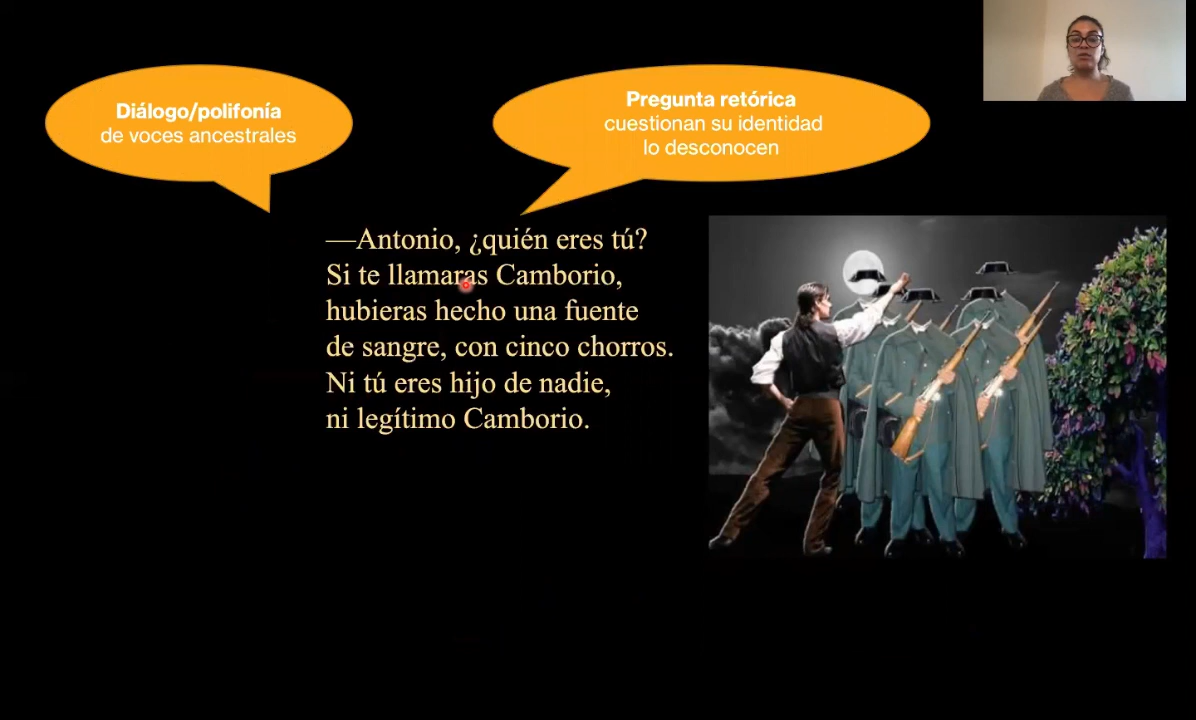 Diálogo/polifonía
de voces ancestrales
Pregunta retórica
cuestionan su identidad
lo desconocen
—Antonio, ¿quién eres tú?
Si te llamaras Camborio,
hubieras hecho una fuente
de sangre, con cinco chorros.
Ni tú eres hijo de nadie,
ni legítimo Camborio.